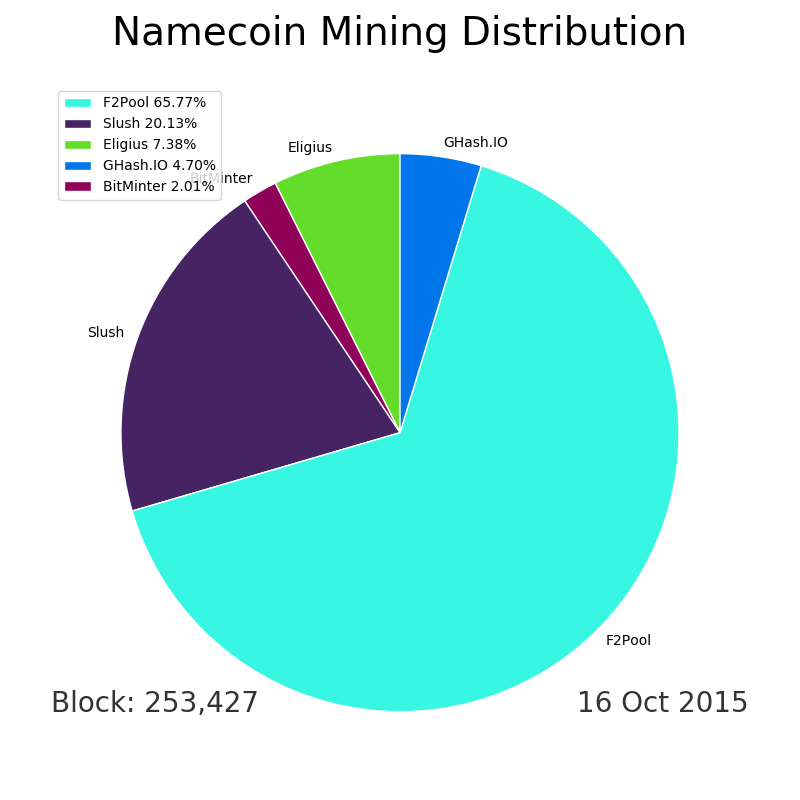 Namecoin Mining Distribution
F2Pool 65.77%
Slush 20.13%
Eligius 7.38%
GHash.IO 4.70%
BitMinter 2.01%
GHash.IO
Eligius
BitMinter
Slush
F2Pool
Block: 253,427
16 Oct 2015